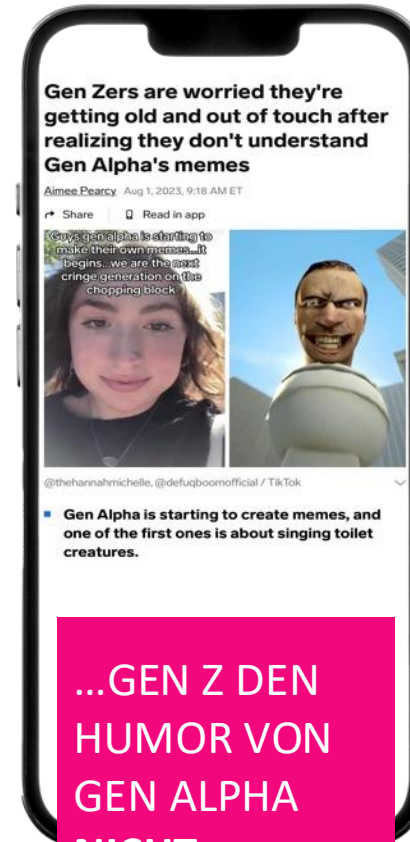 Gen Zers are worried they're
getting old and out of touch after
realizing they don't understand
Gen Alpha's memes
Aimee Pearcy Aug 1, 2023, 9:18 AM ET
Share Read in app
Guys gen alpha is starting to
make their own memes...it
begins...we are the next
cringe generation on the
chopping block
@thehannahmichelle, @defuqboomofficial / TikTok
Gen Alpha is starting to create memes, and
one of the first ones is about singing toilet
creatures.
...GEN Z DEN
HUMOR VON
GEN ALPHA
NICHT